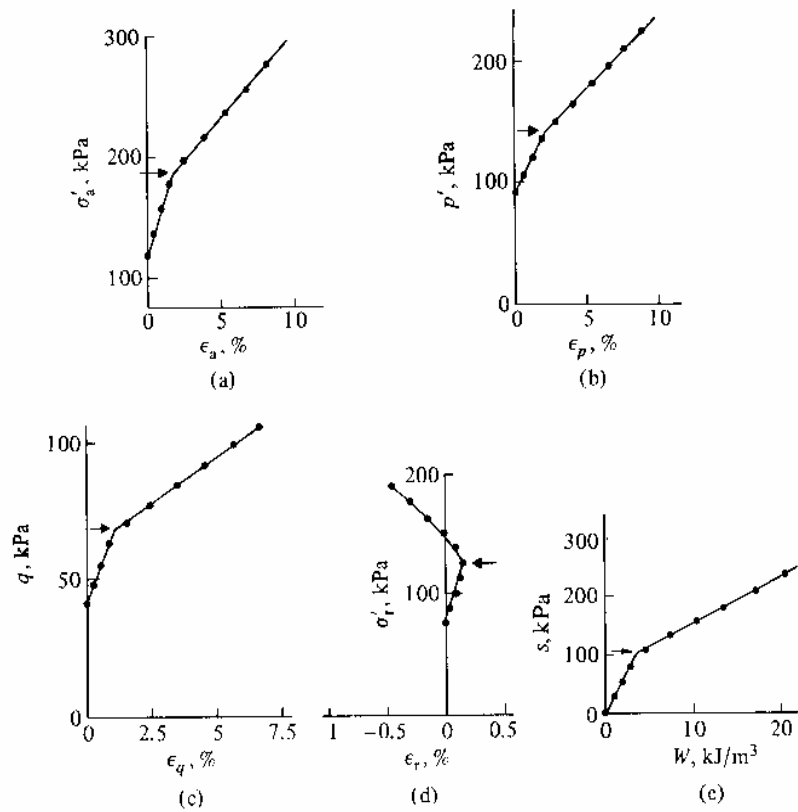 300
200
100
0
5
10
σ′a, kPa
ϵa, %
(a)
200
100
0
0
5
10
p′, kPa
ϵp, %
(b)
100
50
0
0
2.5
5
7.5
q, kPa
ϵq, %
(c)
200
100
1
−0.5
0
0.5
σ′r, kPa
ϵr, %
(d)
300
200
100
0
0
10
20
s, kPa
W, kJ/m³
(e)